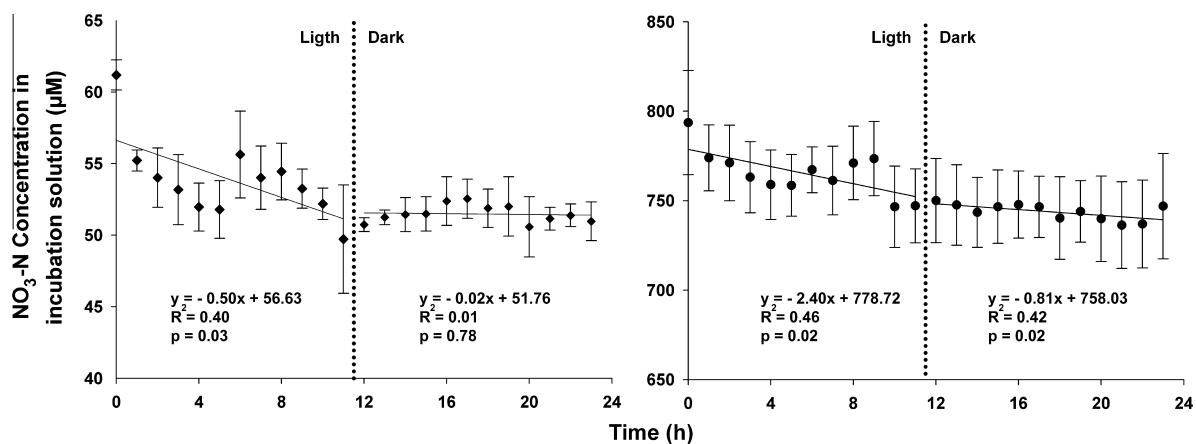 NO3-N Concentration in
incubation solution (µM)
65
60
55
50
45
40
Ligth
Dark
y = - 0.50x + 56.63
R2 = 0.40
p = 0.03
y = - 0.02x + 51.76
R2 = 0.01
p = 0.78
0 4 8 12 16 20 24
850
800
750
700
650
Ligth
Dark
y = - 2.40x + 778.72
R2 = 0.46
p = 0.02
y = - 0.81x + 758.03
R2 = 0.42
p = 0.02
0 4 8 12 16 20 24
Time (h)